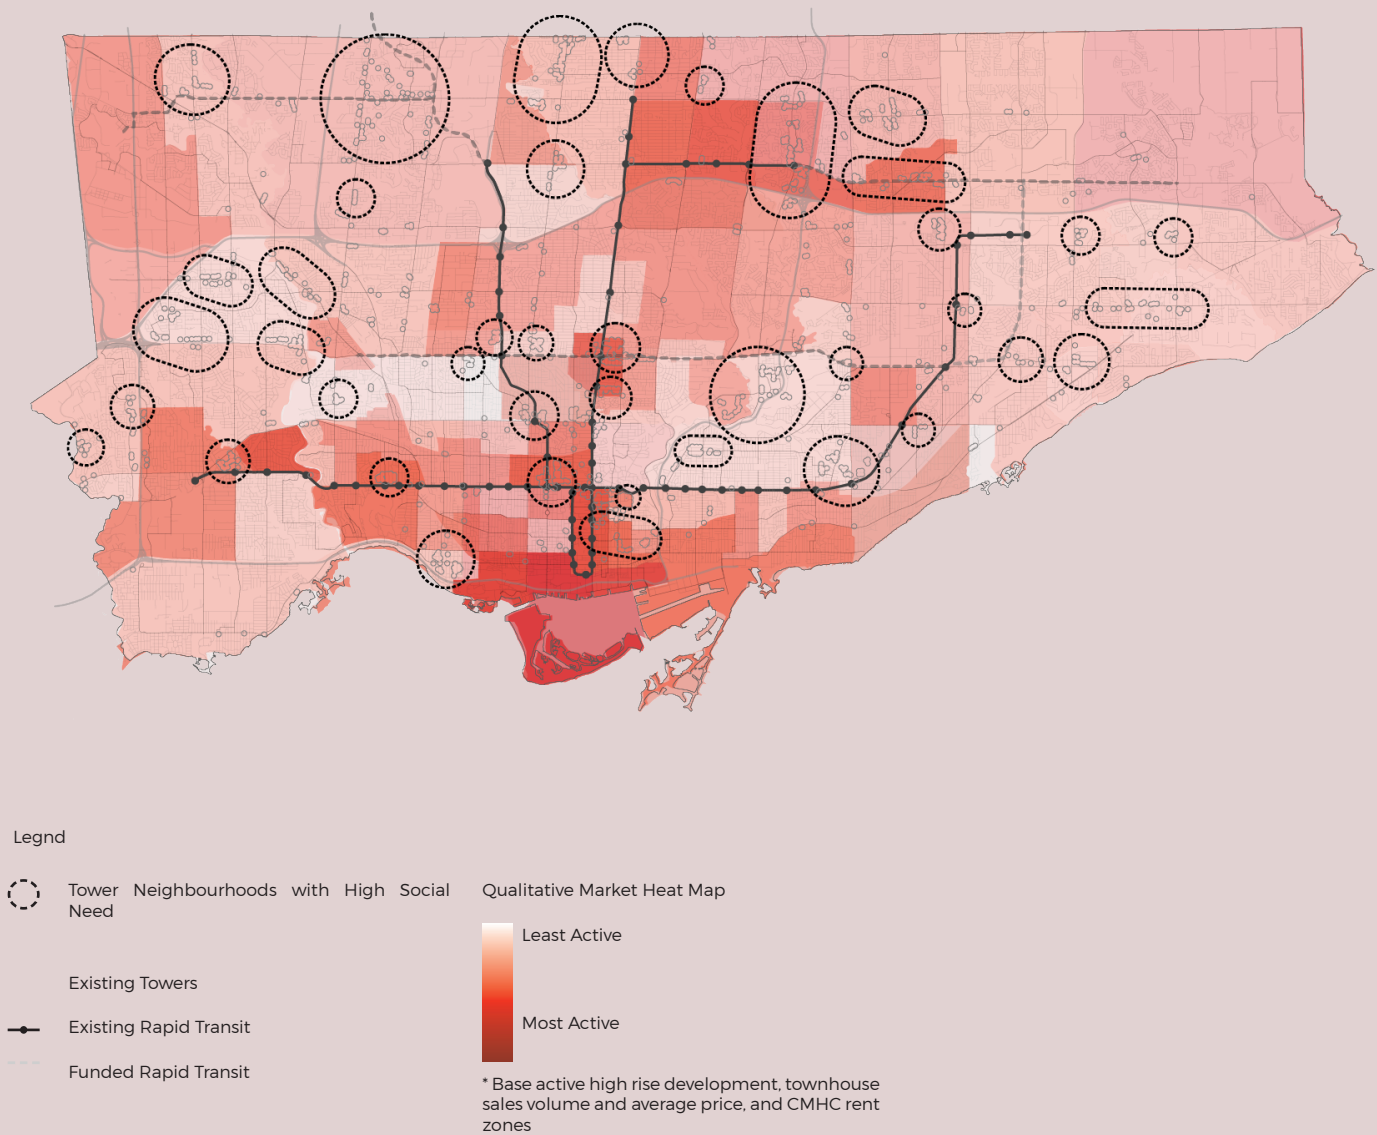 Legnd
Tower Neighbourhoods with High Social
Need
Existing Towers
Existing Rapid Transit
Funded Rapid Transit
Qualitative Market Heat Map
Least Active
Most Active
* Base active high rise development, townhouse
sales volume and average price, and CMHC rent
zones